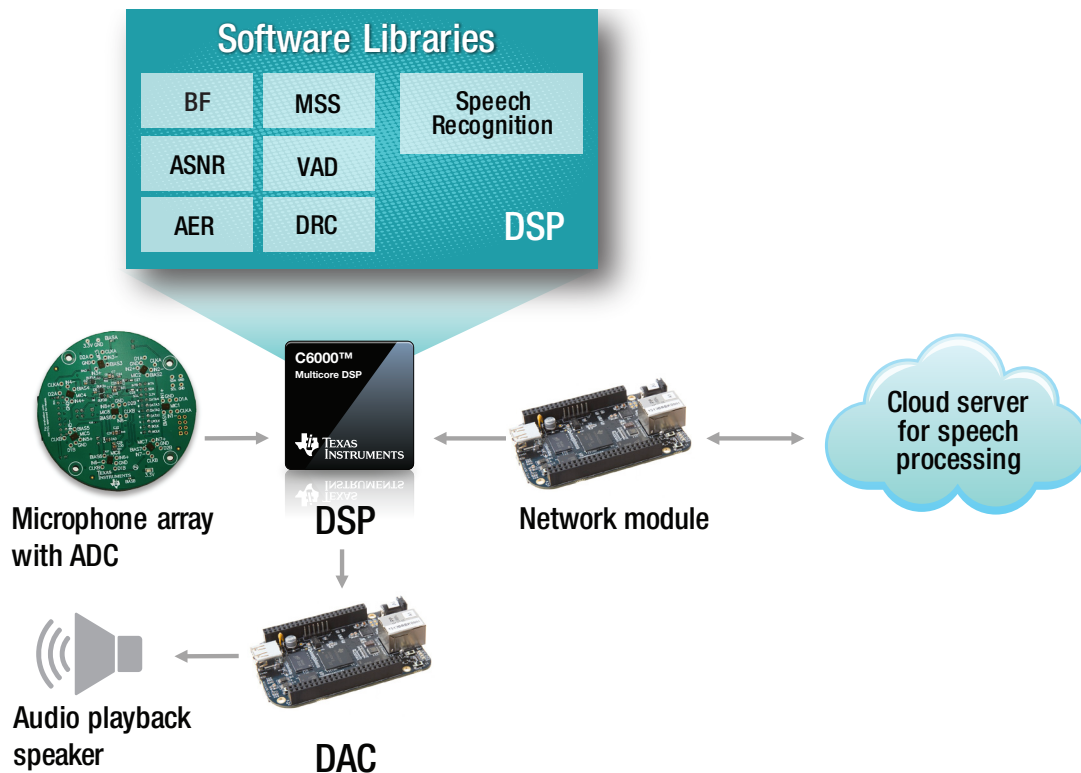 Software Libraries
BF
MSS
Speech
Recognition
ASNR
VAD
AER
DRC
DSP
C6000™
Multicore DSP
TEXAS
INSTRUMENTS
Microphone array
with ADC
DSP
Network module
Cloud server
for speech
processing
Audio playback
speaker
DAC